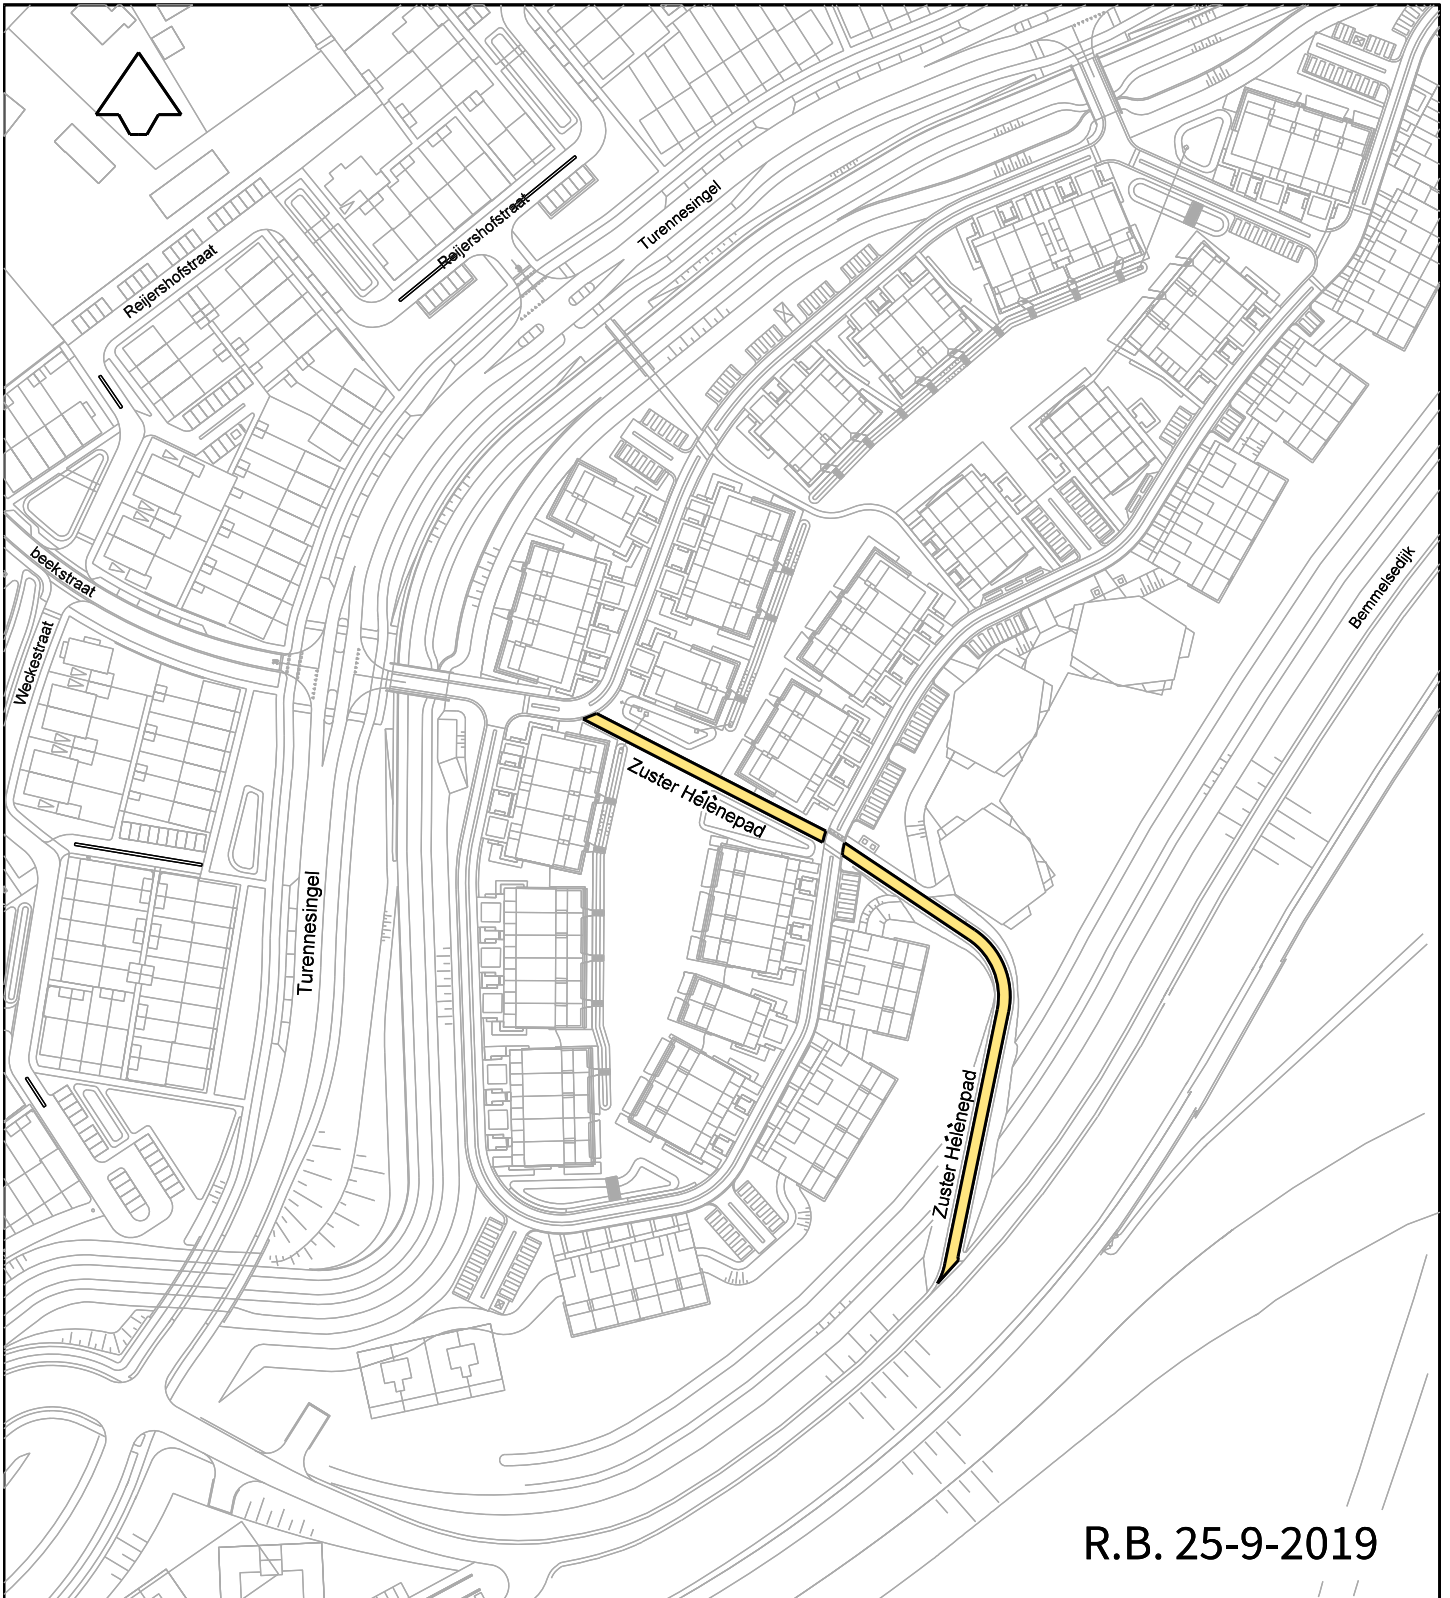 Turennesingel
Reijershofstraat
Reijershofstraat
beekstraat
Bemmelsedijk
Weckestraat
Zuster Hélènepad
Turennesingel
Zuster Hélènepad
R.B. 25-9-2019